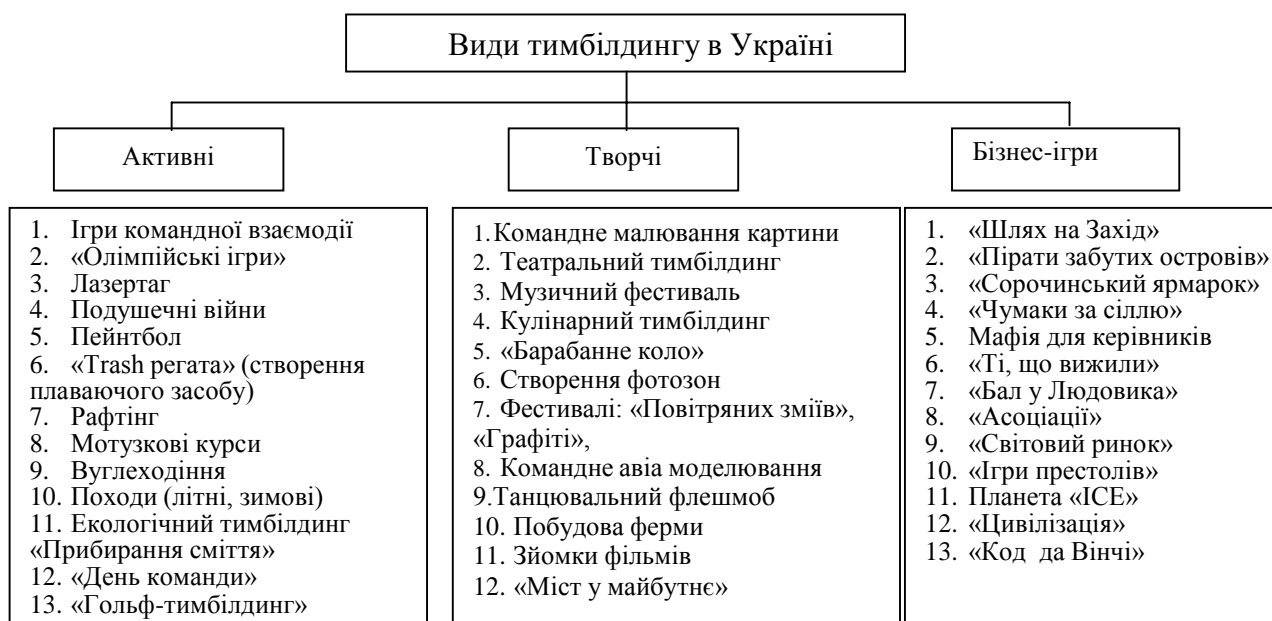 Види тимбілдингу в Україні
Активні
Творчі
Бізнес-ігри
1. Ігри командної взаємодії
2. «Олімпійські ігри»
3. Лазертаг
4. Подушечні війни
5. Пейнтбол
6. «Trash регата» (створення
плаваючого засобу)
7. Рафтінг
8. Мотузкові курси
9. Вуглеходіння
10. Походи (літні, зимові)
11. Екологічний тимбілдинг
«Прибирання сміття»
12. «День команди»
13. «Гольф-тимбілдинг»
1.Командне малювання картини
2. Театральний тимбілдинг
3. Музичний фестиваль
4. Кулінарний тимбілдинг
5. «Барабанне коло»
6. Створення фотозон
7. Фестивалі: «Повітряних зміїв»,
«Графіті»,
8. Командне авіа моделювання
9.Танцювальний флешмоб
10. Побудова ферми
11. Зйомки фільмів
12. «Міст у майбутнє»
1. «Шлях на Захід»
2. «Пірати забутих островів»
3. «Сорочинський ярмарок»
4. «Чумаки за сіллю»
5. Мафія для керівників
6. «Ті, що вижили»
7. «Бал у Людовика»
8. «Асоціації»
9. «Світовий ринок»
10. «Ігри престолів»
11. Планета «ICE»
12. «Цивілізація»
13. «Код да Вінчі»